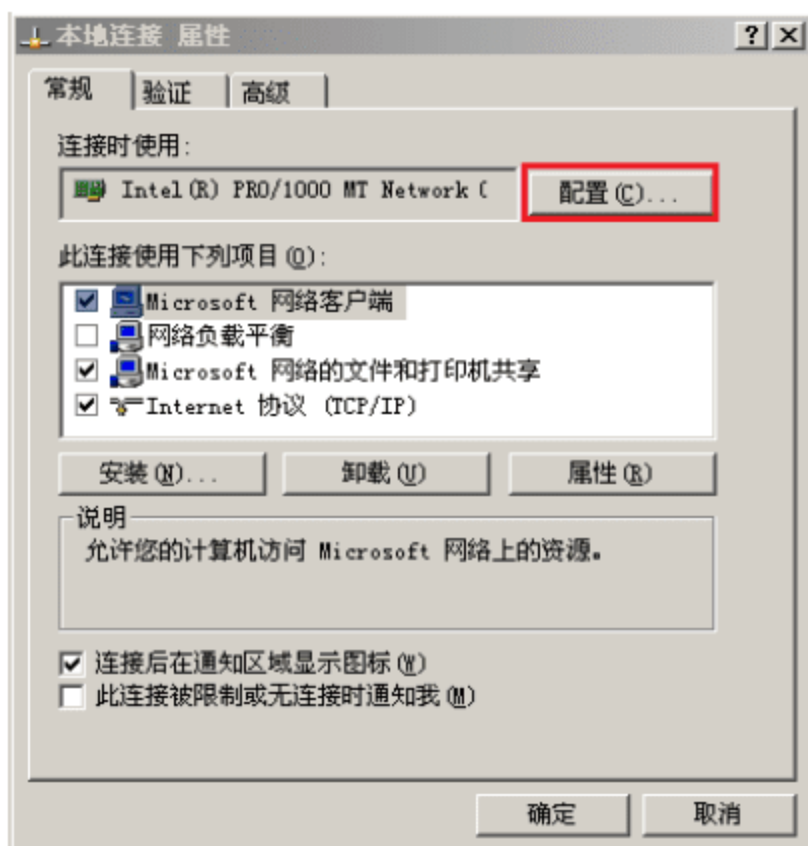 本地连接 属性
常规 验证 高级
连接时使用:
Intel(R) PRO/1000 MT Network C 配置(C)...
此连接使用下列项目(O):
Microsoft 网络客户端
网络负载平衡
Microsoft 网络的文件和打印机共享
Internet 协议 (TCP/IP)
安装(N)... 卸载(U) 属性(R)
说明
允许您的计算机访问 Microsoft 网络上的资源。
连接后在通知区域显示图标(W)
此连接被限制或无连接时通知我(M)
确定 取消